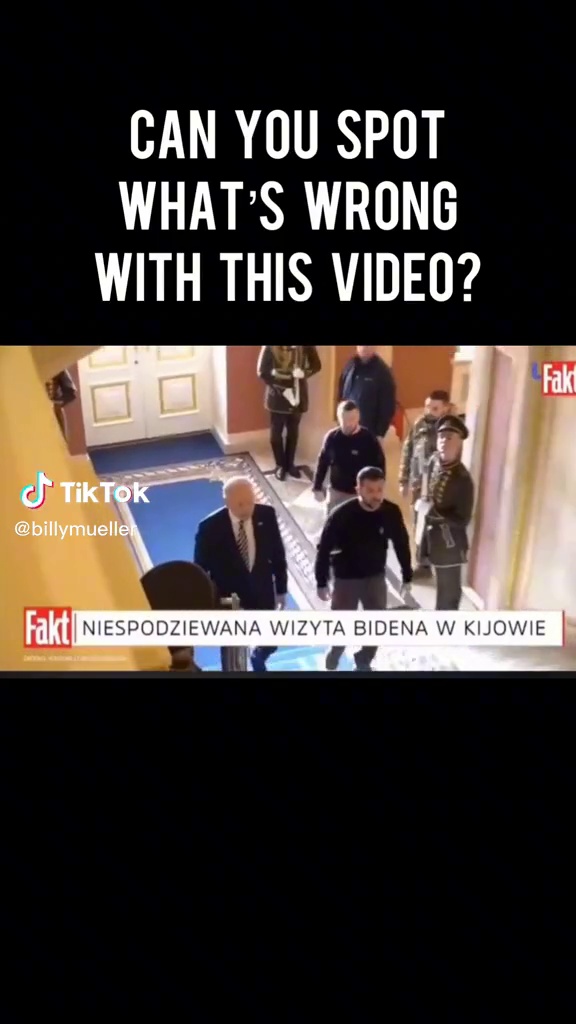 CAN YOU SPOT
WHAT'S WRONG
WITH THIS VIDEO?
Fakt
TikTok
@billymueller
Fakt NIESPODZIEWANA WIZYTA BIDENA W KIJOWIE